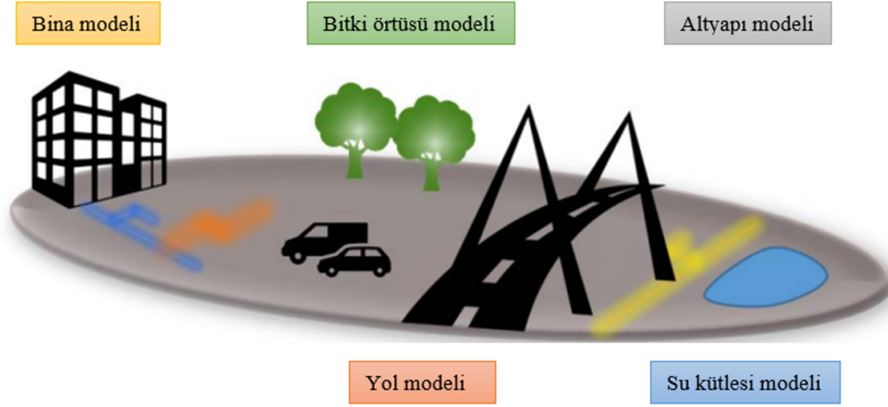 Bina modeli
Bitki örtüsü modeli
Altyapı modeli
Yol modeli
Su kütlesi modeli